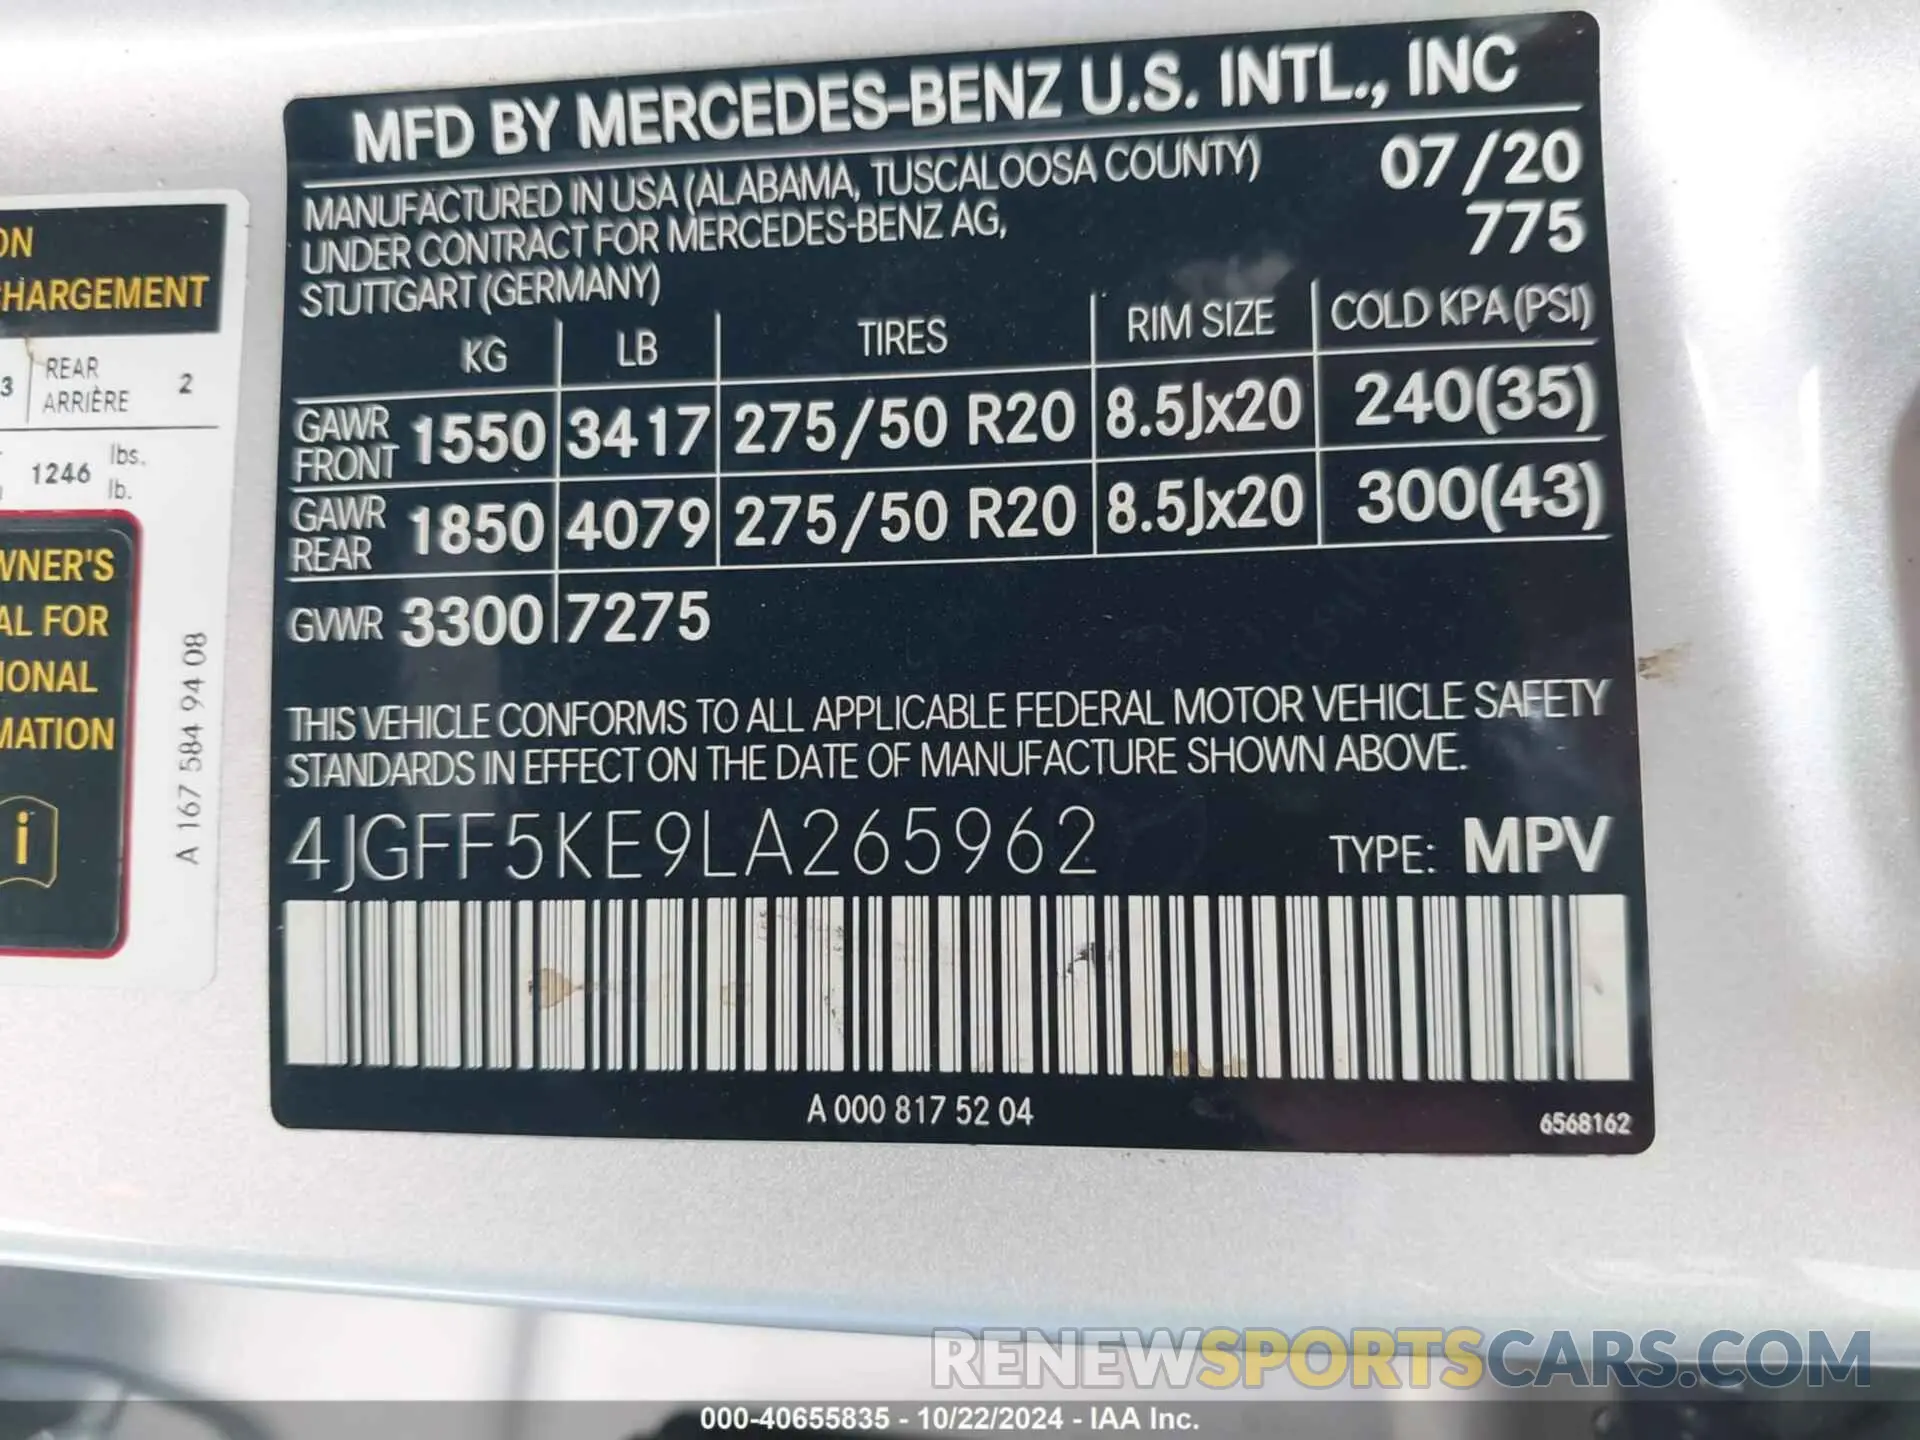 MFD BY MERCEDES-BENZ U.S. INTL., INC
MANUFACTURED IN USA (ALABAMA, TUSCALOOSA COUNTY) 07/20
UNDER CONTRACT FOR MERCEDES-BENZ AG, 775
STUTTGART (GERMANY)
KG LB TIRES RIM SIZE COLD KPA (PSI)
GAWR FRONT 1550 3417 275/50 R20 8.5Jx20 240(35)
GAWR REAR 1850 4079 275/50 R20 8.5Jx20 300(43)
GVWR 3300 7275
THIS VEHICLE CONFORMS TO ALL APPLICABLE FEDERAL MOTOR VEHICLE SAFETY
STANDARDS IN EFFECT ON THE DATE OF MANUFACTURE SHOWN ABOVE.
4JGFF5KE9LA265962 TYPE: MPV
A 000 817 52 04 6568162
ON
CHARGEMENT
3 REAR
ARRIÈRE 2
1246 lbs.
lb.
WNER'S
AL FOR
IONAL
MATION
i
A 167 584 94 08
RENEWSPORTSCARS.COM
000-40655835 - 10/22/2024 - IAA Inc.